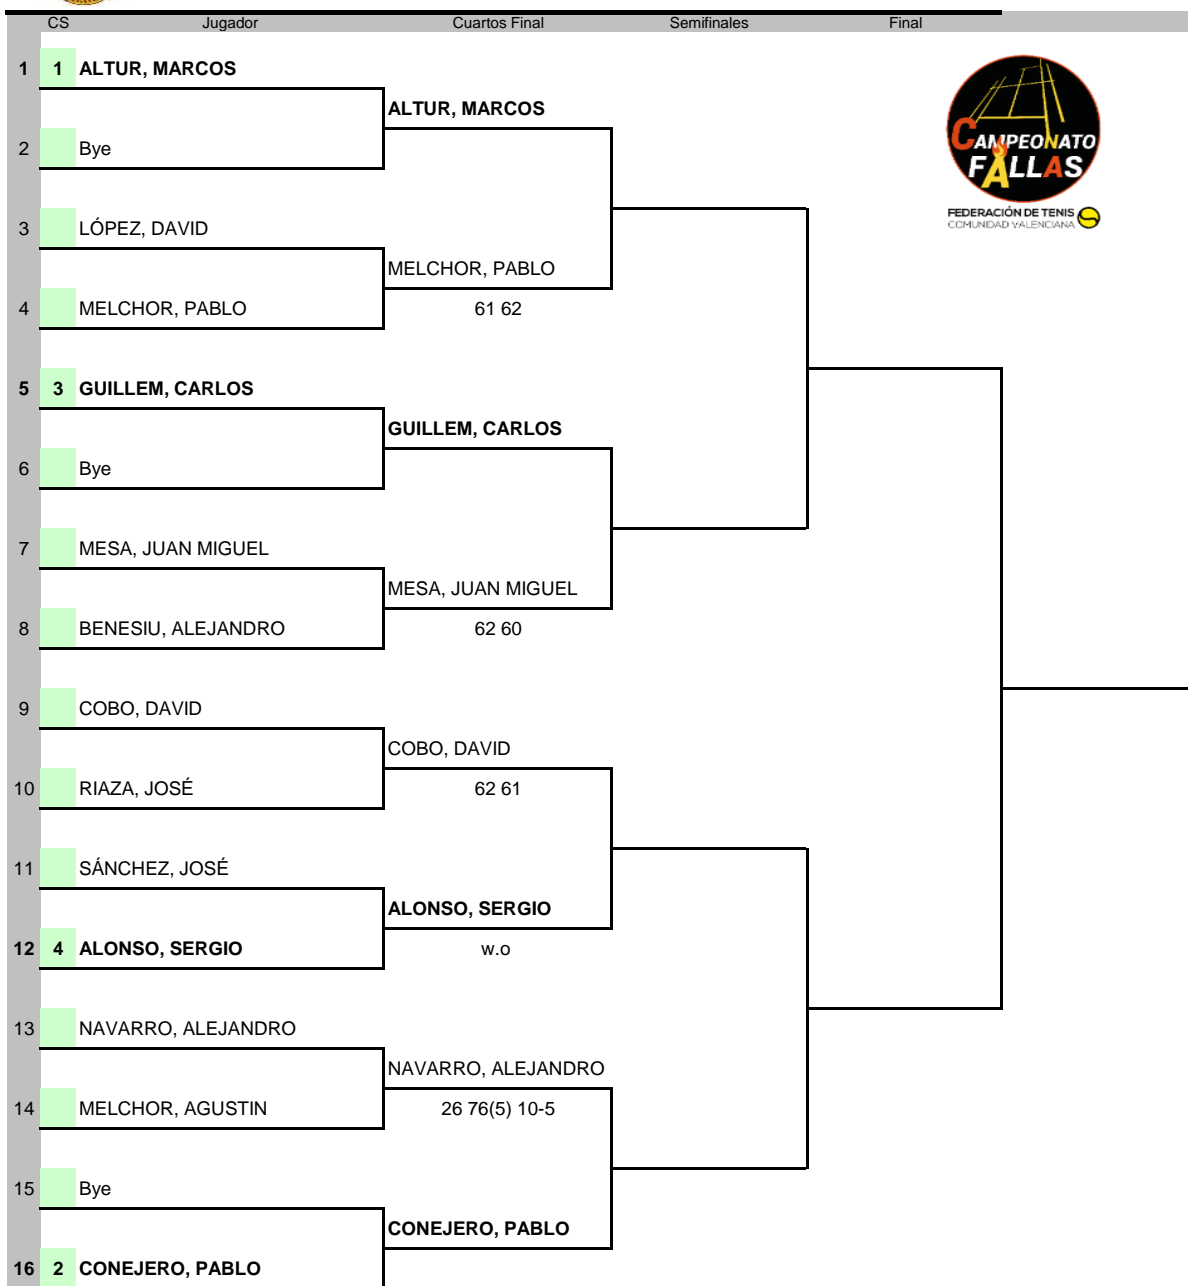 CS Jugador Cuartos Final Semifinales Final
1 1 ALTUR, MARCOS
ALTUR, MARCOS
2 Bye
CAMPEONATO
FALLAS
FEDERACIÓN DE TENIS
COMUNIDAD VALENCIANA
3 LÓPEZ, DAVID
MELCHOR, PABLO
4 MELCHOR, PABLO 61 62
5 3 GUILLEM, CARLOS
GUILLEM, CARLOS
6 Bye
7 MESA, JUAN MIGUEL
MESA, JUAN MIGUEL
8 BENESIU, ALEJANDRO 62 60
9 COBO, DAVID
COBO, DAVID
10 RIAZA, JOSÉ 62 61
11 SÁNCHEZ, JOSÉ
ALONSO, SERGIO
12 4 ALONSO, SERGIO w.o
13 NAVARRO, ALEJANDRO
NAVARRO, ALEJANDRO
14 MELCHOR, AGUSTIN 26 76(5) 10-5
15 Bye
CONEJERO, PABLO
16 2 CONEJERO, PABLO